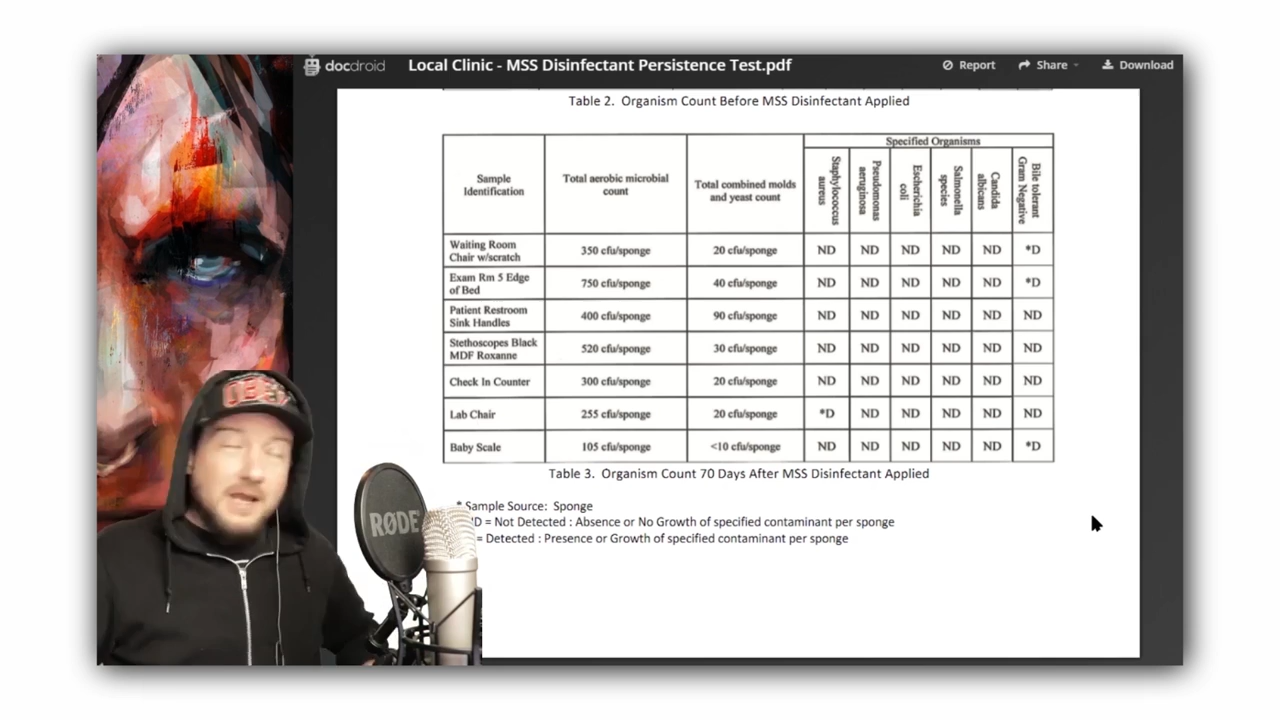 docdroid
Local Clinic - MSS Disinfectant Persistence Test.pdf
Report
Share
Download
Table 2. Organism Count Before MSS Disinfectant Applied
Sample Identification
Total aerobic microbial count
Total combined molds and yeast count
Specified Organisms
Staphylococcus aureus
Pseudomonas aeruginosa
Escherichia coli
Salmonella species
Candida albicans
Bile tolerant Gram Negative
Waiting Room Chair w/scratch 350 cfu/sponge 20 cfu/sponge ND ND ND ND ND *D
Exam Rm 5 Edge of Bed 750 cfu/sponge 40 cfu/sponge ND ND ND ND ND *D
Patient Restroom Sink Handles 400 cfu/sponge 90 cfu/sponge ND ND ND ND ND ND
Stethoscopes Black MDF Roxanne 520 cfu/sponge 30 cfu/sponge ND ND ND ND ND ND
Check In Counter 300 cfu/sponge 20 cfu/sponge ND ND ND ND ND ND
Lab Chair 255 cfu/sponge 20 cfu/sponge *D ND ND ND ND ND
Baby Scale 105 cfu/sponge <10 cfu/sponge ND ND ND ND ND *D
Table 3. Organism Count 70 Days After MSS Disinfectant Applied
* Sample Source: Sponge
ND = Not Detected : Absence or No Growth of specified contaminant per sponge
= Detected : Presence or Growth of specified contaminant per sponge
RØDE